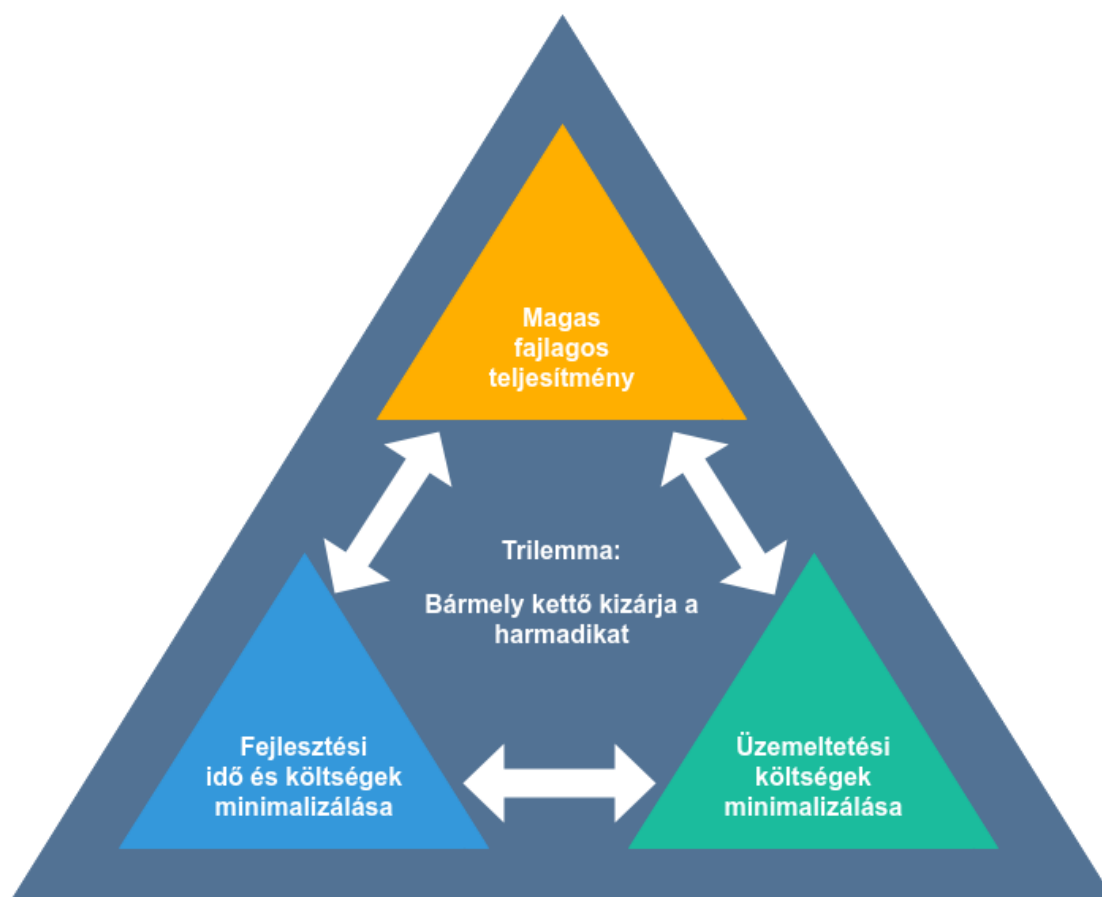 Magas
fajlagos
teljesítmény
Trilemma:
Bármely kettő kizárja a
harmadikat
Fejlesztési
idő és költségek
minimalizálása
Üzemeltetési
költségek
minimalizálása